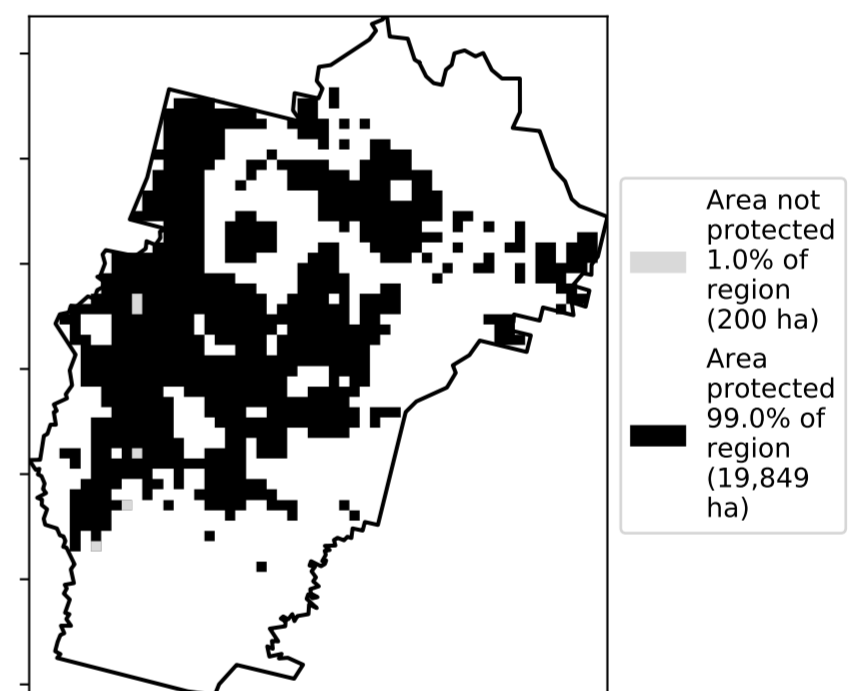 Area not
protected
1.0% of
region
(200 ha)
Area
protected
99.0% of
region
(19,849
ha)